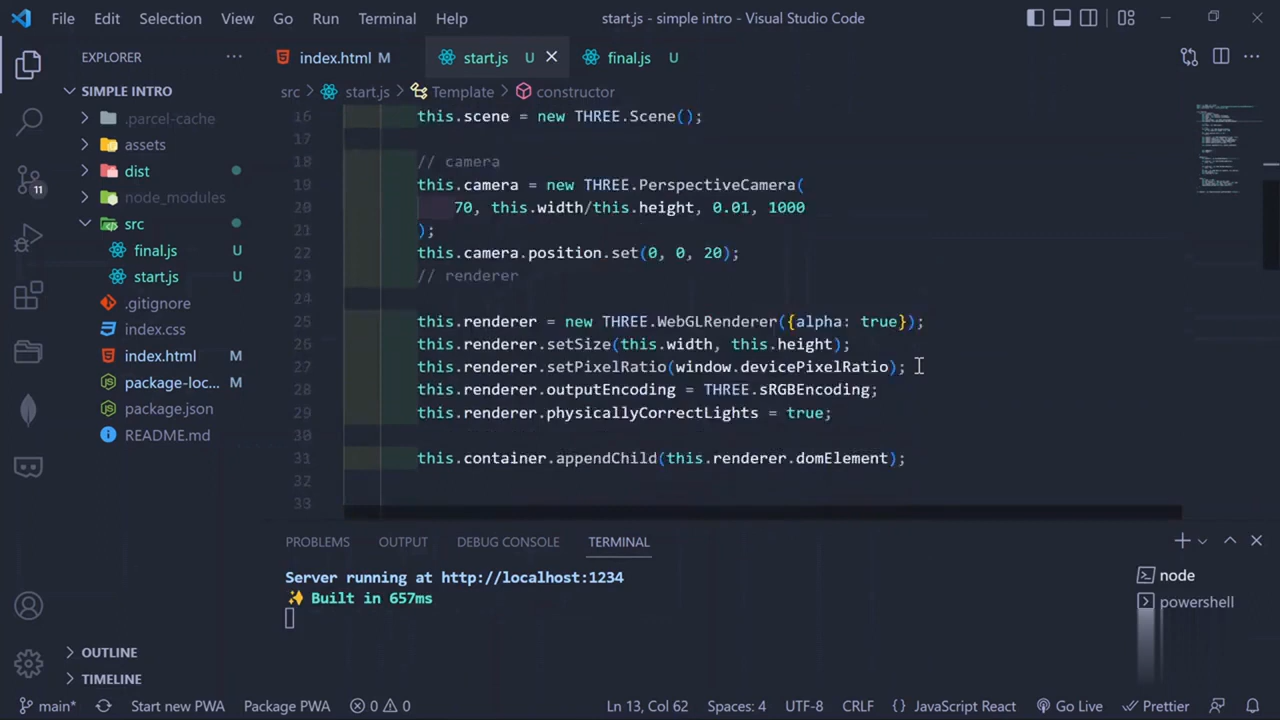 File Edit Selection View Go Run Terminal Help start.js - simple intro - Visual Studio Code
EXPLORER ···
index.html M
start.js U
final.js U
SIMPLE INTRO
src > start.js > Template > constructor
.parcel-cache
assets
dist
node_modules
src
final.js U
start.js U
.gitignore
index.css
index.html M
package-loc... M
package.json
README.md
16 this.scene = new THREE.Scene();
17
18 // camera
19 this.camera = new THREE.PerspectiveCamera(
20 70, this.width/this.height, 0.01, 1000
21 );
22 this.camera.position.set(0, 0, 20);
23 // renderer
24
25 this.renderer = new THREE.WebGLRenderer({alpha: true});
26 this.renderer.setSize(this.width, this.height);
27 this.renderer.setPixelRatio(window.devicePixelRatio);
28 this.renderer.outputEncoding = THREE.sRGBEncoding;
29 this.renderer.physicallyCorrectLights = true;
30
31 this.container.appendChild(this.renderer.domElement);
32
33
11
PROBLEMS OUTPUT DEBUG CONSOLE TERMINAL
Server running at http://localhost:1234
✨ Built in 657ms
node
powershell
OUTLINE
TIMELINE
main* Start new PWA Package PWA 0 0 Ln 13, Col 62 Spaces: 4 UTF-8 CRLF {} JavaScript React Go Live Prettier